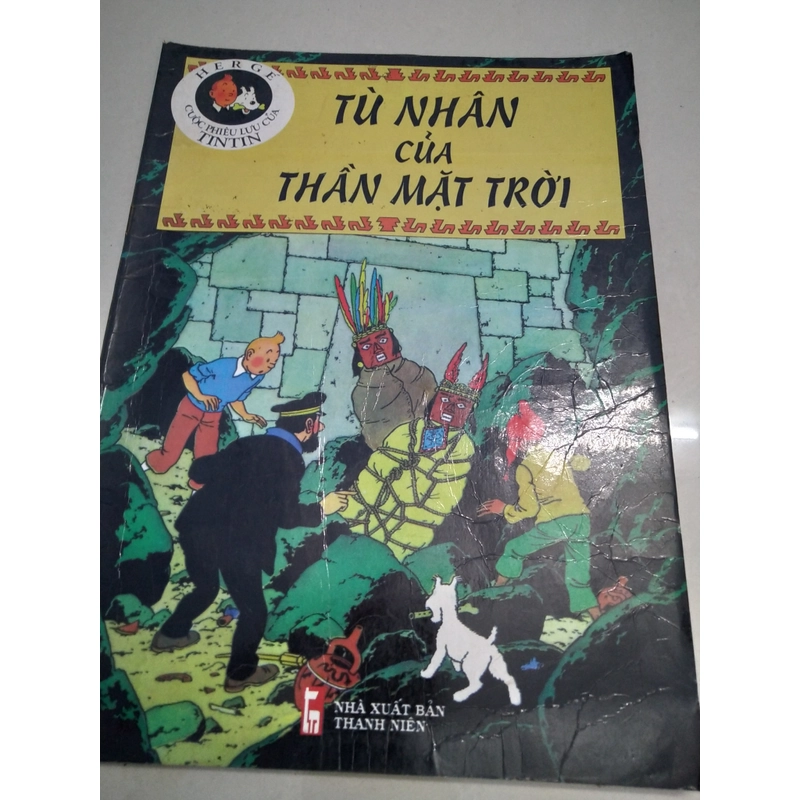 HERGÉ
CUỘC PHIÊU LƯU CỦA
TINTIN
TÙ NHÂN
CỦA
THẦN MẶT TRỜI
NHÀ XUẤT BẢN
THANH NIÊN